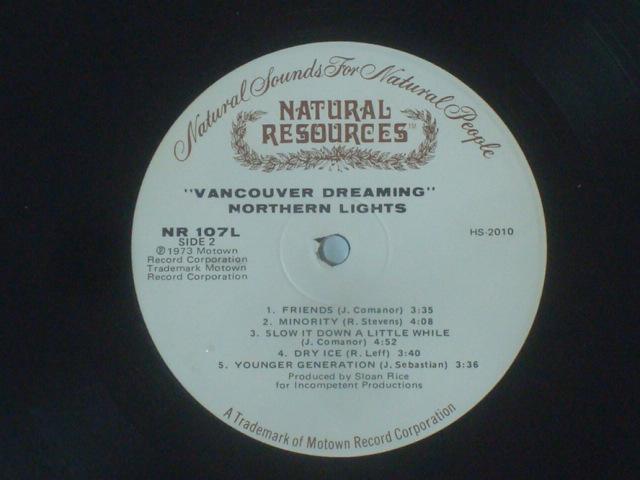 Natural Sounds For Natural People
NATURAL
RESOURCES™
"VANCOUVER DREAMING"
NORTHERN LIGHTS
NR 107L
SIDE 2
℗ 1973 Motown
Record Corporation
Trademark Motown
Record Corporation
HS-2010
1. FRIENDS (J. Comanor) 3:35
2. MINORITY (R. Stevens) 4:08
3. SLOW IT DOWN A LITTLE WHILE
(J. Comanor) 4:52
4. DRY ICE (R. Leff) 3:40
5. YOUNGER GENERATION (J. Sebastian) 3:36
Produced by Sloan Rice
for Incompetent Productions
A Trademark of Motown Record Corporation